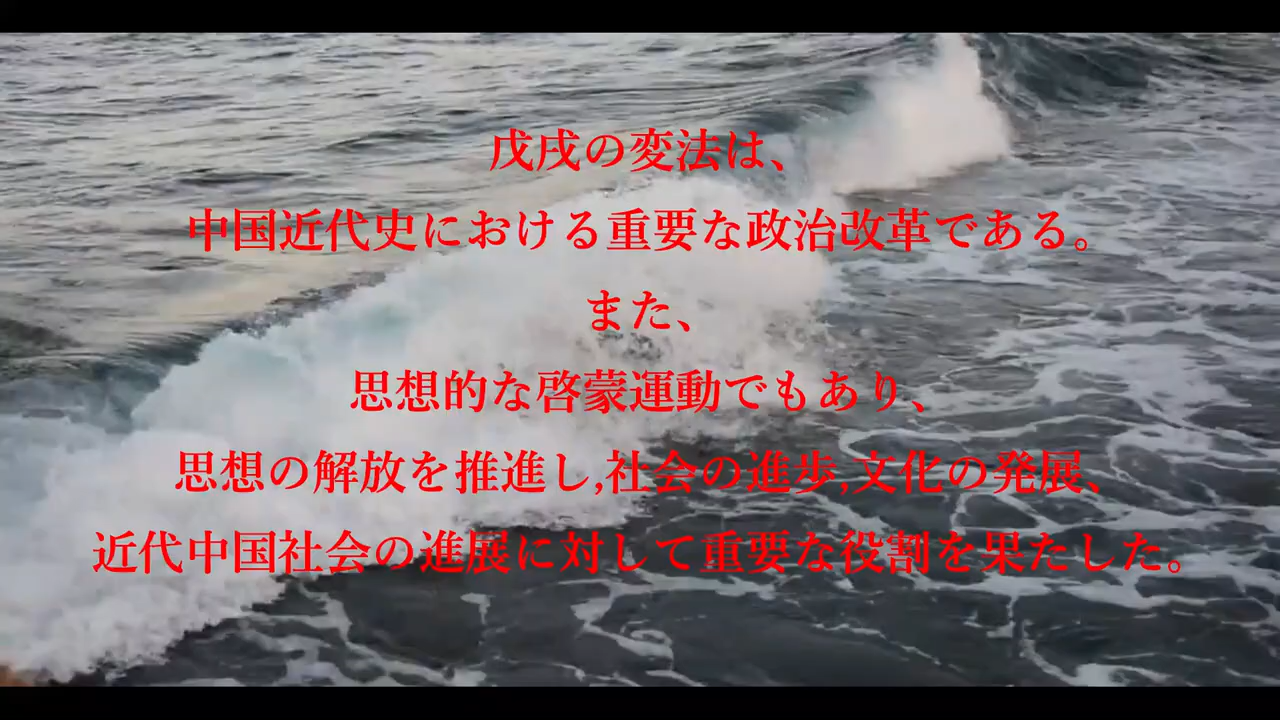 戊戌の変法は、
中国近代史における重要な政治改革である。
また、
思想的な啓蒙運動でもあり、
思想の解放を推進し,社会の進歩,文化の発展、
近代中国社会の進展に対して重要な役割を果たした。